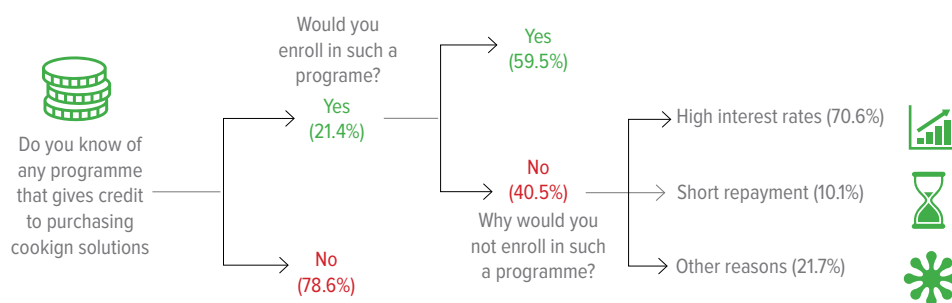 Do you know of
any programme
that gives credit
to purchasing
cookign solutions
Would you
enroll in such a
programe?
Yes
(21.4%)
No
(78.6%)
Yes
(59.5%)
No
(40.5%)
Why would you
not enroll in such
a programme?
High interest rates (70.6%)
Short repayment (10.1%)
Other reasons (21.7%)